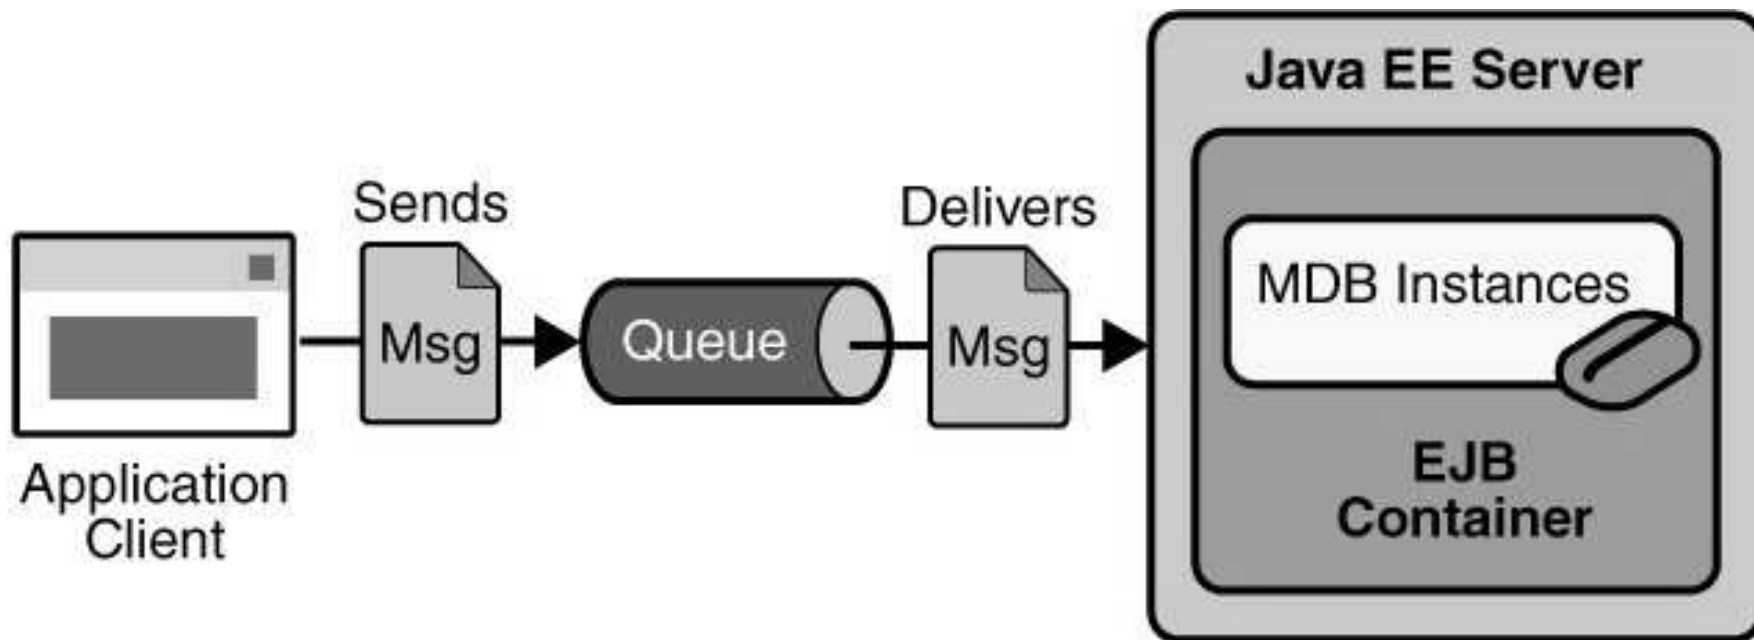 Java EE Server
Sends
Delivers
MDB Instances
Msg
Queue
Msg
EJB
Container
Application
Client